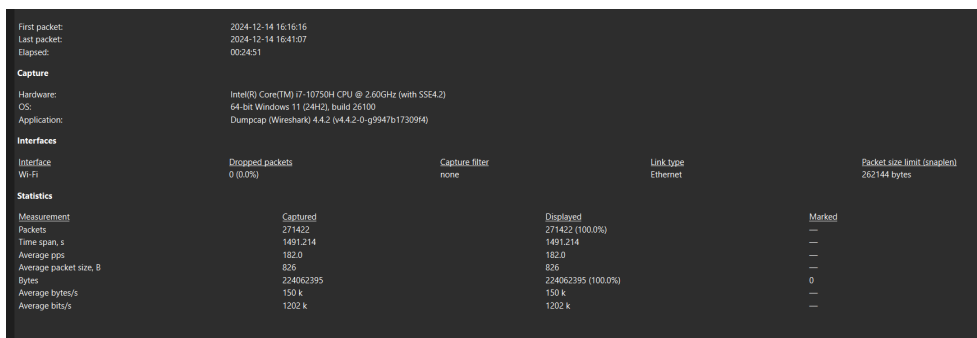 First packet: 2024-12-14 16:16:16
Last packet: 2024-12-14 16:41:07
Elapsed: 00:24:51
Capture
Hardware: Intel(R) Core(TM) i7-10750H CPU @ 2.60GHz (with SSE4.2)
OS: 64-bit Windows 11 (24H2), build 26100
Application: Dumpcap (Wireshark) 4.4.2 (v4.4.2-0-g9947b17309f4)
Interfaces
Interface Dropped packets Capture filter Link type Packet size limit (snaplen)
Wi-Fi 0 (0.0%) none Ethernet 262144 bytes
Statistics
Measurement Captured Displayed Marked
Packets 271422 271422 (100.0%) —
Time span, s 1491.214 1491.214 —
Average pps 182.0 182.0 —
Average packet size, B 826 826 —
Bytes 224062395 224062395 (100.0%) 0
Average bytes/s 150 k 150 k —
Average bits/s 1202 k 1202 k —